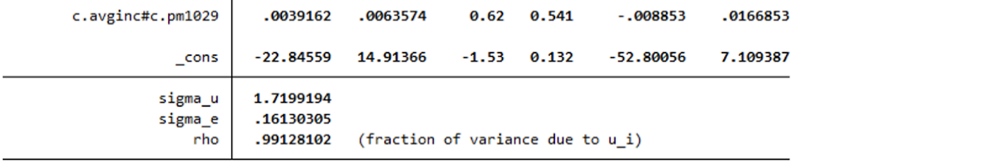 c.avginc#c.pm1029 .0039162 .0063574 0.62 0.541 -.008853 .0166853
_cons -22.84559 14.91366 -1.53 0.132 -52.80056 7.109387
sigma_u 1.7199194
sigma_e .16130305
rho .99128102 (fraction of variance due to u_i)